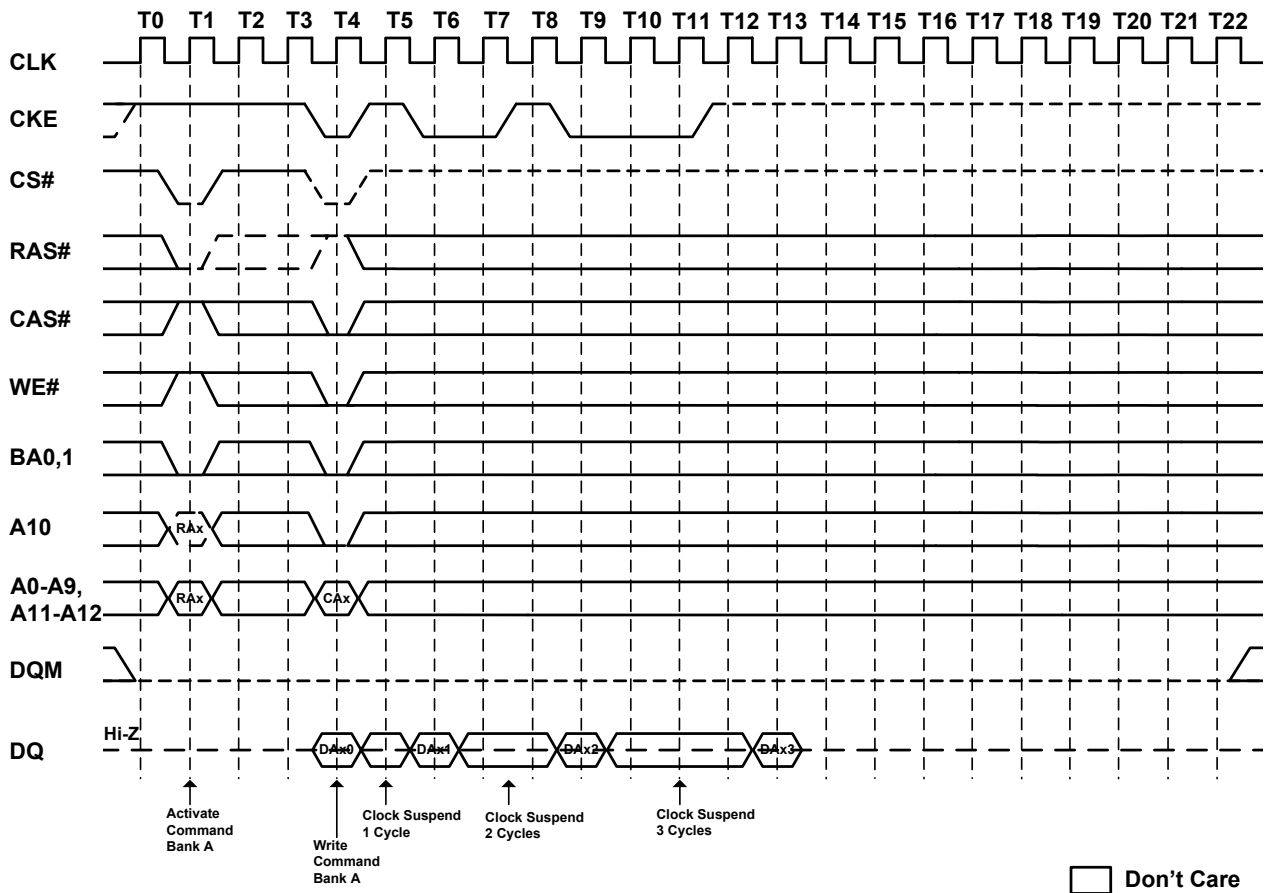 T0 T1 T2 T3 T4 T5 T6 T7 T8 T9 T10 T11 T12 T13 T14 T15 T16 T17 T18 T19 T20 T21 T22
CLK
CKE
CS#
RAS#
CAS#
WE#
BA0,1
A10
RAx
A0-A9,
A11-A12
RAx
CAx
DQM
Hi-Z
DQ
DAx0
DAx1
DAx2
DAx3
Activate
Command
Bank A
Write
Command
Bank A
Clock Suspend
1 Cycle
Clock Suspend
2 Cycles
Clock Suspend
3 Cycles
Don't Care